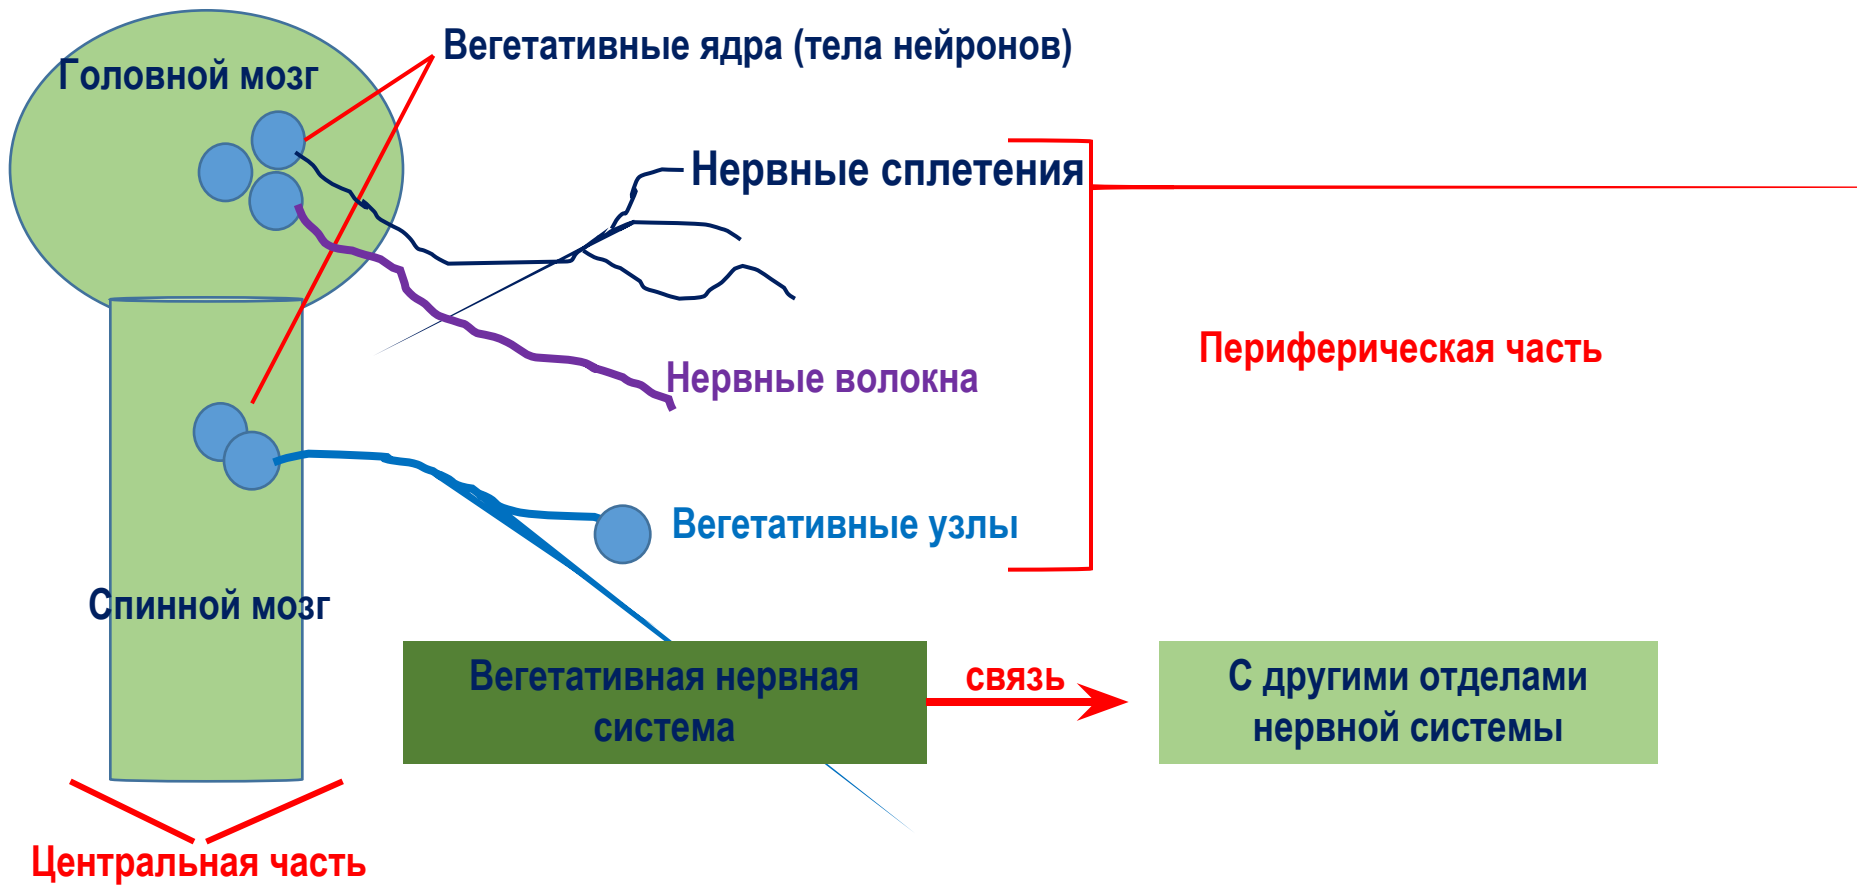 Вегетативные ядра (тела нейронов)
Головной мозг
Нервные сплетения
Периферическая часть
Нервные волокна
Вегетативные узлы
Спинной мозг
Вегетативная нервная
система
связь
С другими отделами
нервной системы
Центральная часть